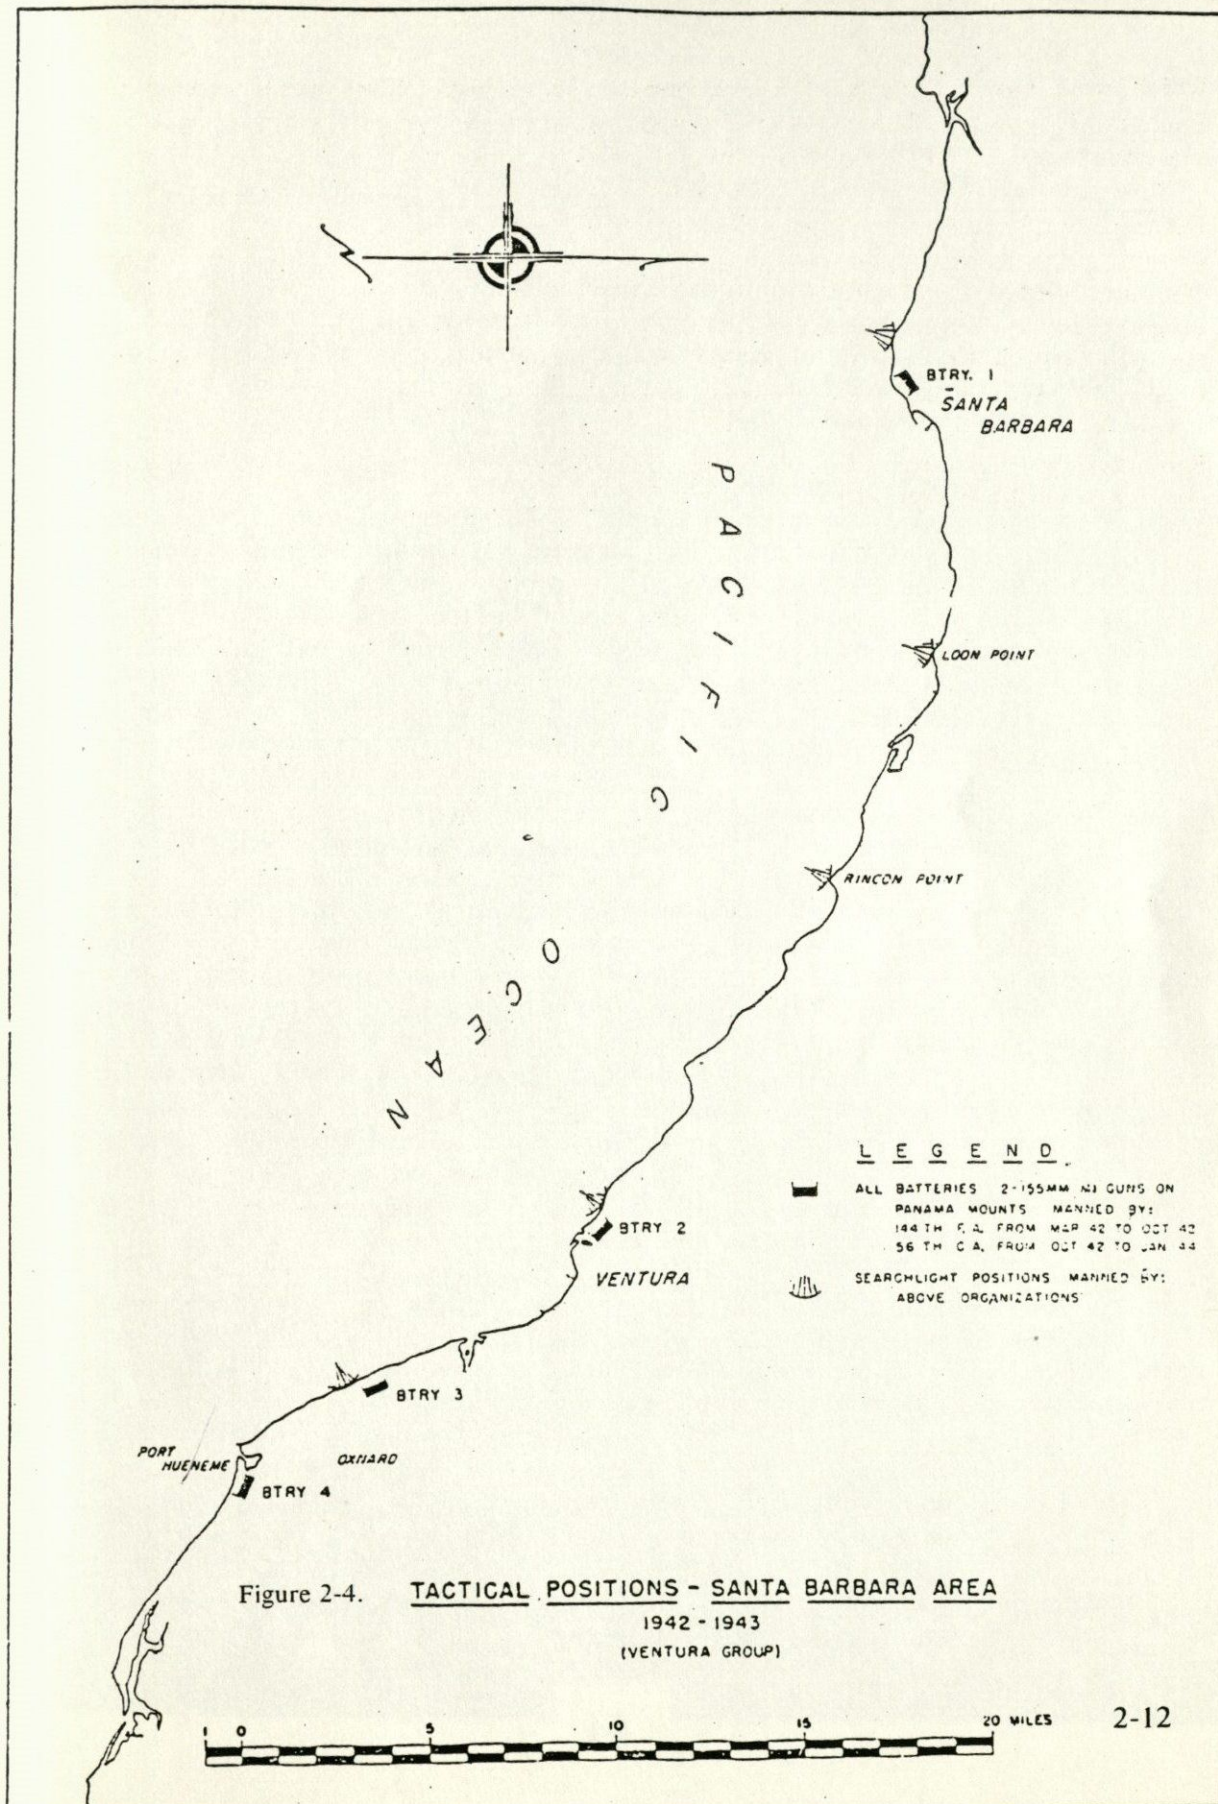 N
BTRY. 1
SANTA
BARBARA
PACIFIC
LOON POINT
RINCON POINT
OCEAN
LEGEND
ALL BATTERIES 2-155MM M1 GUNS ON
PANAMA MOUNTS MANNED BY:
144 TH F.A. FROM MAR 42 TO OCT 42
56 TH C.A. FROM OCT 42 TO JAN 44
SEARCHLIGHT POSITIONS MANNED BY:
ABOVE ORGANIZATIONS
BTRY 2
VENTURA
BTRY 3
PORT
HUENEME
OXNARD
BTRY 4
Figure 2-4. TACTICAL POSITIONS - SANTA BARBARA AREA
1942 - 1943
(VENTURA GROUP)
1 0 5 10 15 20 MILES
2-12